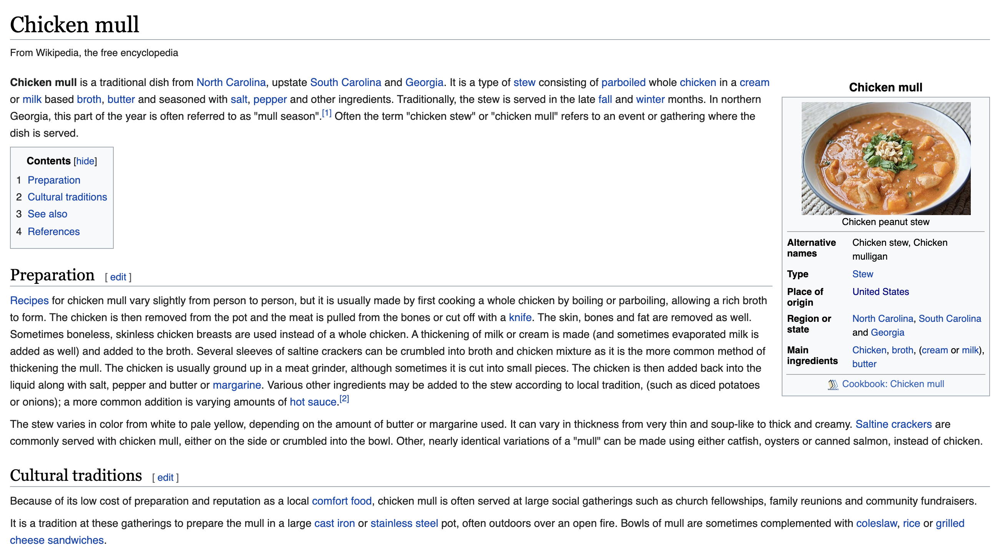 Chicken mull
From Wikipedia, the free encyclopedia
Chicken mull is a traditional dish from North Carolina, upstate South Carolina and Georgia. It is a type of stew consisting of parboiled whole chicken in a cream
or milk based broth, butter and seasoned with salt, pepper and other ingredients. Traditionally, the stew is served in the late fall and winter months. In northern
Georgia, this part of the year is often referred to as "mull season".[1] Often the term "chicken stew" or "chicken mull" refers to an event or gathering where the
dish is served.
Contents [hide]
1 Preparation
2 Cultural traditions
3 See also
4 References
Chicken mull
Chicken peanut stew
Alternative names Chicken stew, Chicken
mulligan
Type Stew
Place of origin United States
Region or state North Carolina, South Carolina
and Georgia
Main ingredients Chicken, broth, (cream or milk),
butter
Cookbook: Chicken mull
Preparation [ edit ]
Recipes for chicken mull vary slightly from person to person, but it is usually made by first cooking a whole chicken by boiling or parboiling, allowing a rich broth
to form. The chicken is then removed from the pot and the meat is pulled from the bones or cut off with a knife. The skin, bones and fat are removed as well.
Sometimes boneless, skinless chicken breasts are used instead of a whole chicken. A thickening of milk or cream is made (and sometimes evaporated milk is
added as well) and added to the broth. Several sleeves of saltine crackers can be crumbled into broth and chicken mixture as it is the more common method of
thickening the mull. The chicken is usually ground up in a meat grinder, although sometimes it is cut into small pieces. The chicken is then added back into the
liquid along with salt, pepper and butter or margarine. Various other ingredients may be added to the stew according to local tradition, (such as diced potatoes
or onions); a more common addition is varying amounts of hot sauce.[2]
The stew varies in color from white to pale yellow, depending on the amount of butter or margarine used. It can vary in thickness from very thin and soup-like to thick and creamy. Saltine crackers are
commonly served with chicken mull, either on the side or crumbled into the bowl. Other, nearly identical variations of a "mull" can be made using either catfish, oysters or canned salmon, instead of chicken.
Cultural traditions [ edit ]
Because of its low cost of preparation and reputation as a local comfort food, chicken mull is often served at large social gatherings such as church fellowships, family reunions and community fundraisers.
It is a tradition at these gatherings to prepare the mull in a large cast iron or stainless steel pot, often outdoors over an open fire. Bowls of mull are sometimes complemented with coleslaw, rice or grilled
cheese sandwiches.